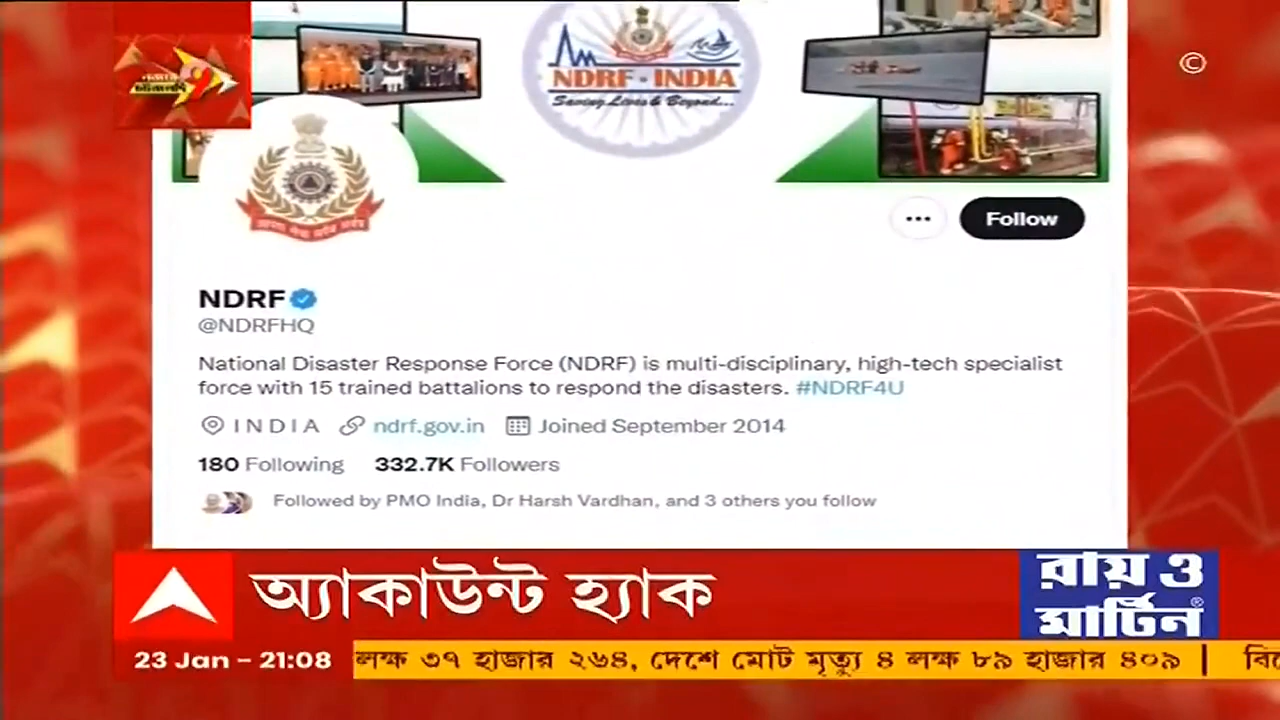 NDRF - INDIA
Saving Lives & Beyond...
©
Follow
NDRF
@NDRFHQ
National Disaster Response Force (NDRF) is multi-disciplinary, high-tech specialist
force with 15 trained battalions to respond the disasters. #NDRF4U
INDIA ndrf.gov.in Joined September 2014
180 Following 332.7K Followers
Followed by PMO India, Dr Harsh Vardhan, and 3 others you follow
অ্যাকাউন্ট হ্যাক
রায় ও
মার্টিন®
23 Jan - 21:08
লক্ষ ৩৭ হাজার ২৬৪, দেশে মোট মৃত্যু ৪ লক্ষ ৮৯ হাজার ৪০৯ |